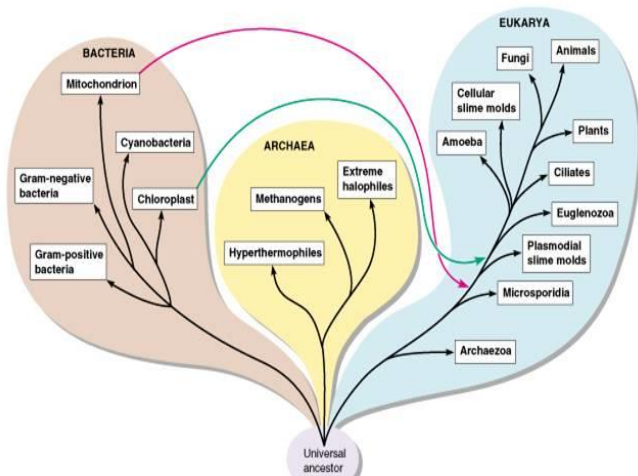 BACTERIA
Mitochondrion
Cyanobacteria
Gram-negative
bacteria
Chloroplast
Gram-positive
bacteria
ARCHAEA
Extreme
halophiles
Methanogens
Hyperthermophiles
EUKARYA
Animals
Fungi
Cellular
slime molds
Plants
Amoeba
Ciliates
Euglenozoa
Plasmodial
slime molds
Microsporidia
Archaezoa
Universal
ancestor